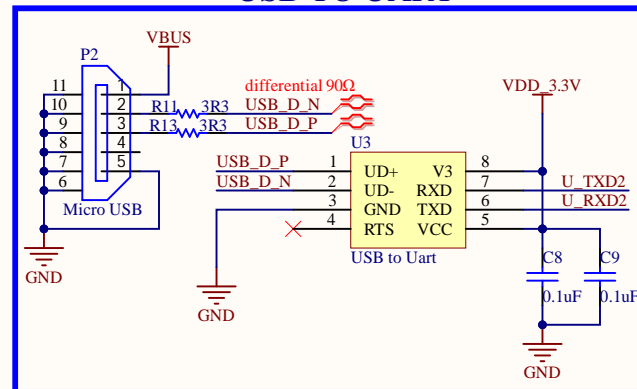 VBUS
P2
11 1
10 2 R11 3R3 USB_D_N
9 3 R13 3R3 USB_D_P
8 4
7 5
6
Micro USB
GND
differential 90Ω
VDD_3.3V
U3
USB_D_P 1 UD+ V3 8
USB_D_N 2 UD- RXD 7 U_TXD2
3 GND TXD 6 U_RXD2
4 RTS VCC 5
USB to Uart
GND
C8 C9
0.1uF 0.1uF
GND